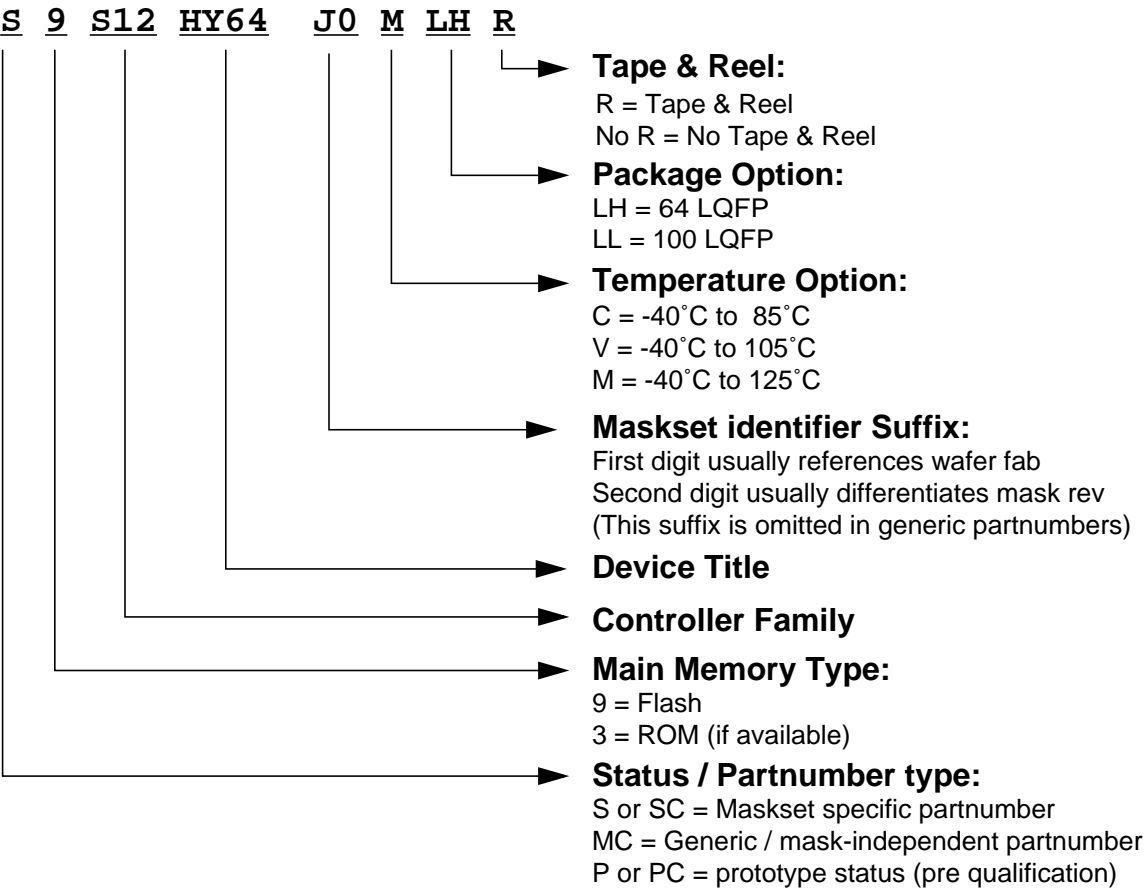 S 9 S12 HY64 J0 M LH R
Tape & Reel:
R = Tape & Reel
No R = No Tape & Reel
Package Option:
LH = 64 LQFP
LL = 100 LQFP
Temperature Option:
C = -40˚C to 85˚C
V = -40˚C to 105˚C
M = -40˚C to 125˚C
Maskset identifier Suffix:
First digit usually references wafer fab
Second digit usually differentiates mask rev
(This suffix is omitted in generic partnumbers)
Device Title
Controller Family
Main Memory Type:
9 = Flash
3 = ROM (if available)
Status / Partnumber type:
S or SC = Maskset specific partnumber
MC = Generic / mask-independent partnumber
P or PC = prototype status (pre qualification)